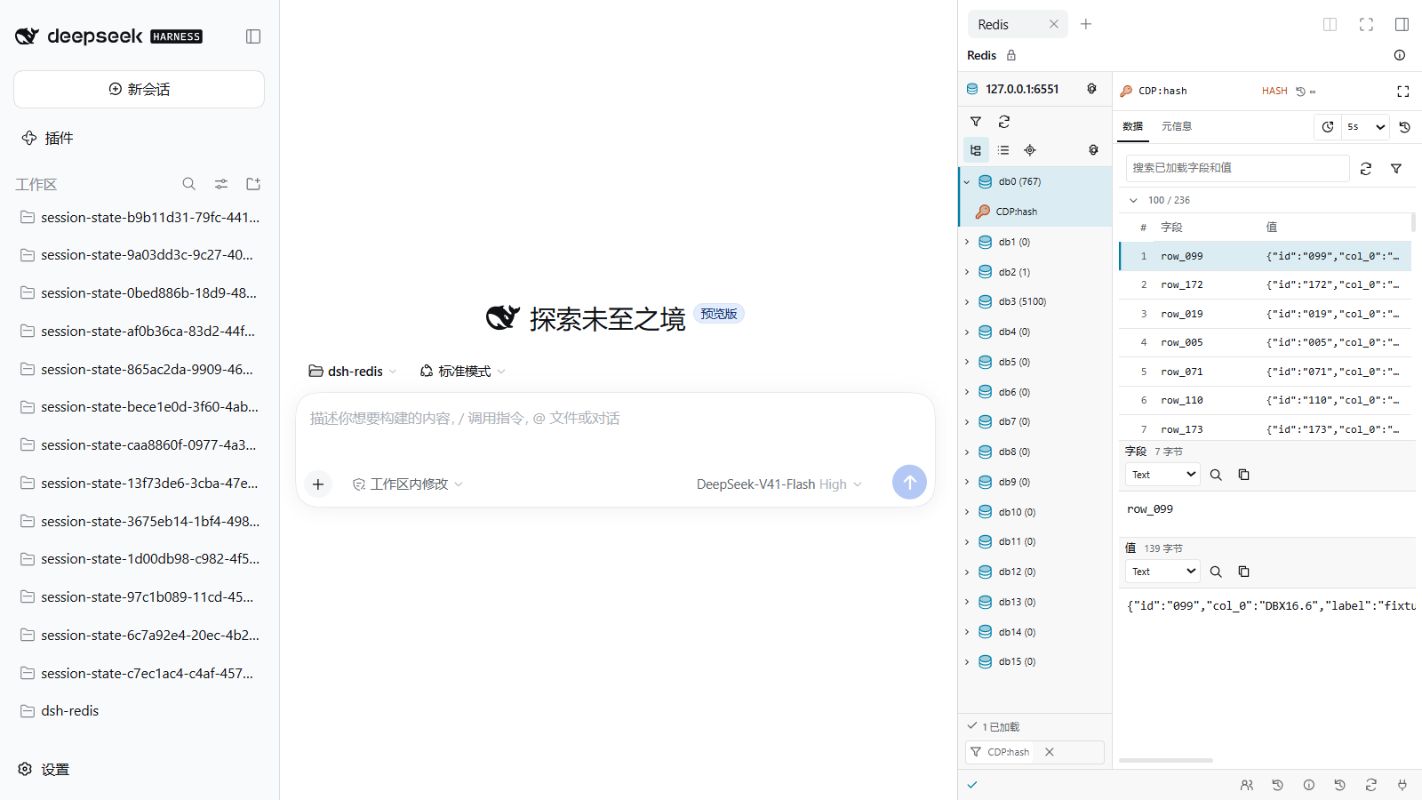 deepseek HARNESS
新会话
插件
工作区
session-state-b9b11d31-79fc-441...
session-state-9a03dd3c-9c27-40...
session-state-0bed886b-18d9-48...
session-state-af0b36ca-83d2-44f...
session-state-865ac2da-9909-46...
session-state-bece1e0d-3f60-4ab...
session-state-caa8860f-0977-4a3...
session-state-13f73de6-3cba-47e...
session-state-3675eb14-1bf4-498...
session-state-1d00db98-c982-4f5...
session-state-97c1b089-11cd-45...
session-state-6c7a92e4-20ec-4b2...
session-state-c7ec1ac4-c4af-457...
dsh-redis
设置
探索未至之境 预览版
dsh-redis 标准模式
描述你想要构建的内容, / 调用指令, @ 文件或对话
工作区内修改 DeepSeek-V41-Flash High
Redis
Redis
127.0.0.1:6551
db0 (767)
CDP:hash
db1 (0)
db2 (1)
db3 (5100)
db4 (0)
db5 (0)
db6 (0)
db7 (0)
db8 (0)
db9 (0)
db10 (0)
db11 (0)
db12 (0)
db13 (0)
db14 (0)
db15 (0)
1 已加载
CDP:hash
CDP:hash HASH
数据 元信息 5s
搜索已加载字段和值
100 / 236
# 字段 值
1 row_099 {"id":"099","col_0":"…
2 row_172 {"id":"172","col_0":"…
3 row_019 {"id":"019","col_0":"…
4 row_005 {"id":"005","col_0":"…
5 row_071 {"id":"071","col_0":"…
6 row_110 {"id":"110","col_0":"…
7 row_173 {"id":"173","col_0":"…
字段 7 字节
Text
row_099
值 139 字节
Text
{"id":"099","col_0":"DBX16.6","label":"fixtu